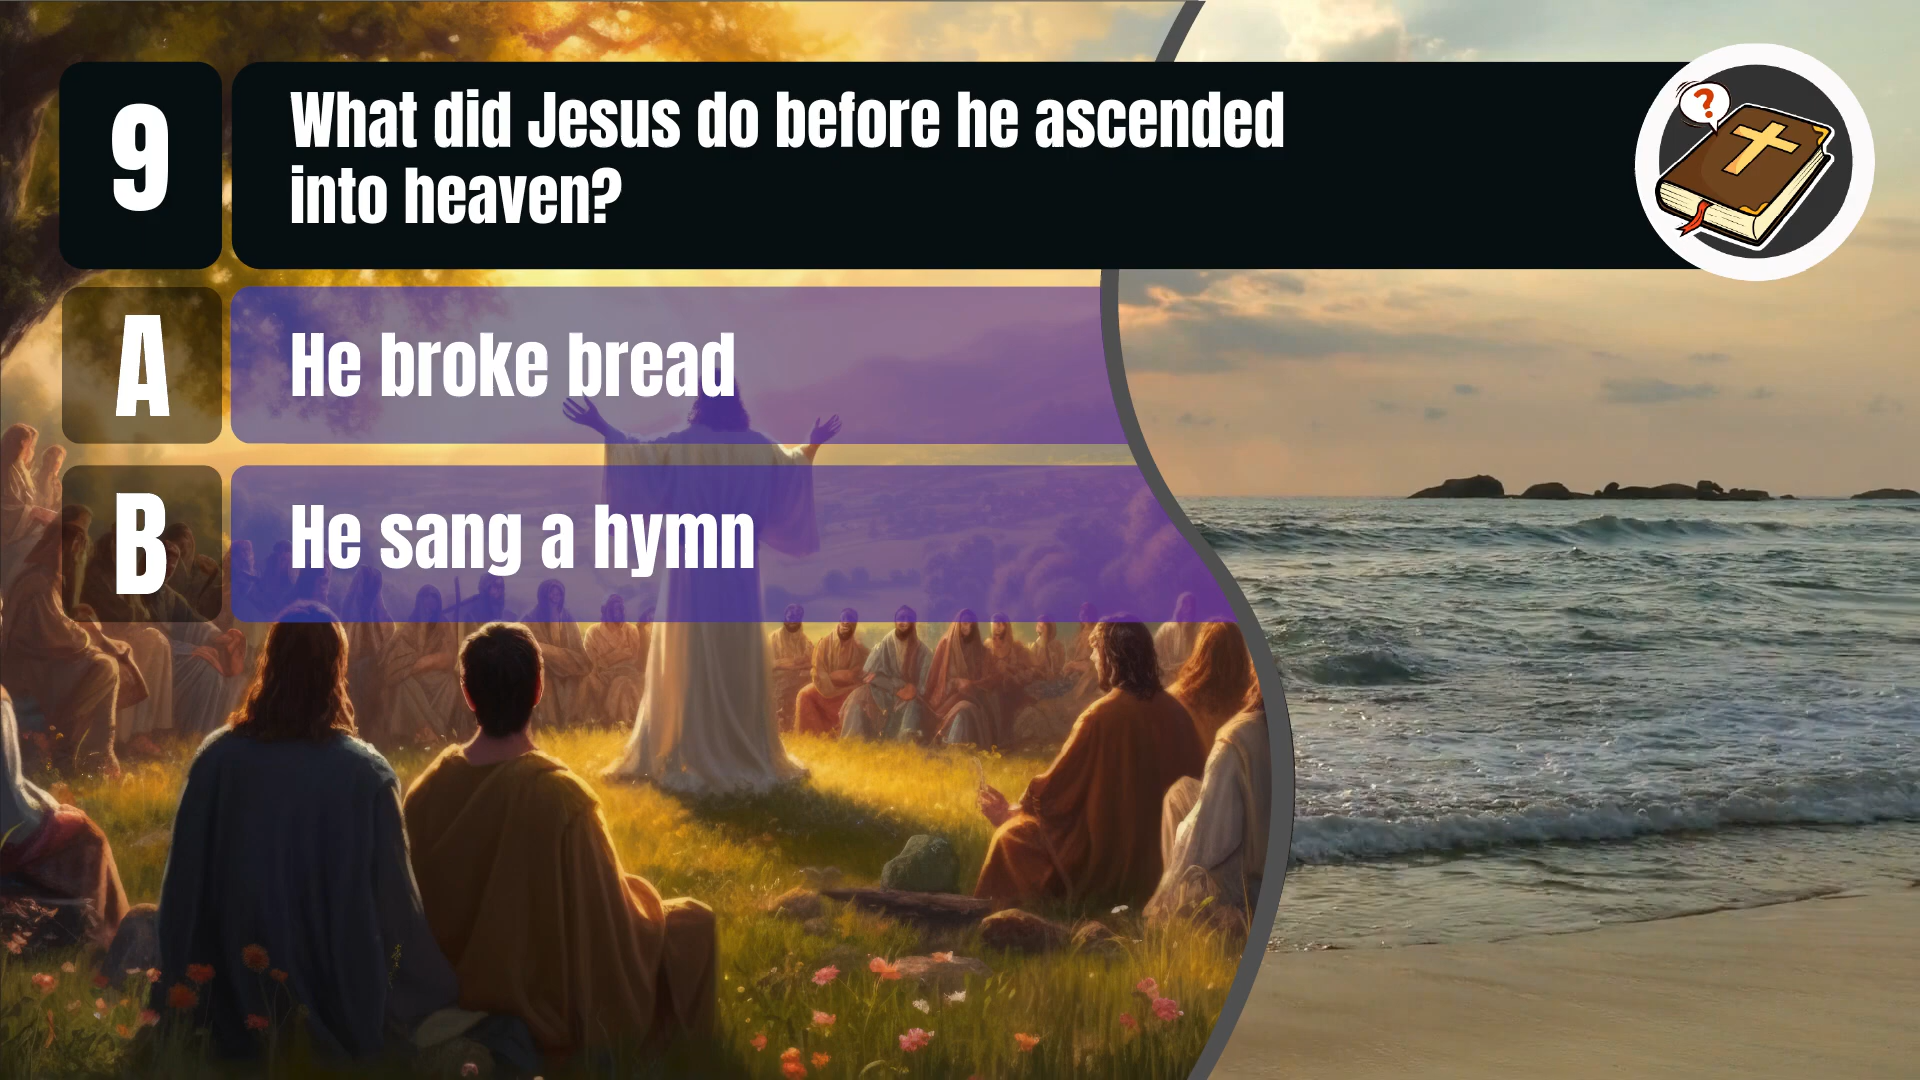 9
What did Jesus do before he ascended
into heaven?
A
He broke bread
B
He sang a hymn
?